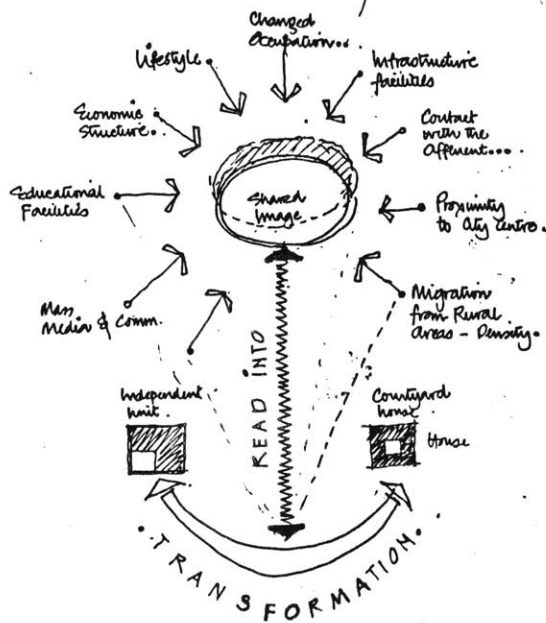 Changed
Occupation...
Lifestyle
Infrastructure
facilities
Economic
Structure.
Contact
with the
Affluent...
Shared
Image
Educational
Facilities
Proximity
to City Centre.
Mass
Media & Comm.
Migration
from Rural
areas - Density.
READ INTO
Independent
unit.
Courtyard
house
House
TRANSFORMATION